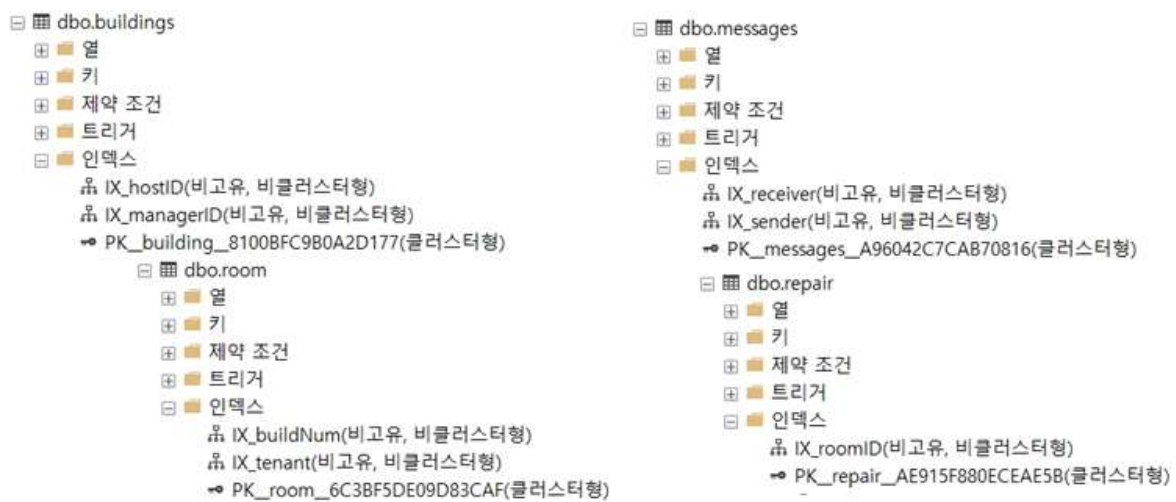 dbo.buildings
열
키
제약 조건
트리거
인덱스
IX_hostID(비고유, 비클러스터형)
IX_managerID(비고유, 비클러스터형)
PK__building__8100BFC9B0A2D177(클러스터형)
dbo.room
열
키
제약 조건
트리거
인덱스
IX_buildNum(비고유, 비클러스터형)
IX_tenant(비고유, 비클러스터형)
PK__room__6C3BF5DE09D83CAF(클러스터형)
dbo.messages
열
키
제약 조건
트리거
인덱스
IX_receiver(비고유, 비클러스터형)
IX_sender(비고유, 비클러스터형)
PK__messages__A96042C7CAB70816(클러스터형)
dbo.repair
열
키
제약 조건
트리거
인덱스
IX_roomID(비고유, 비클러스터형)
PK__repair__AE915F880ECEAE5B(클러스터형)